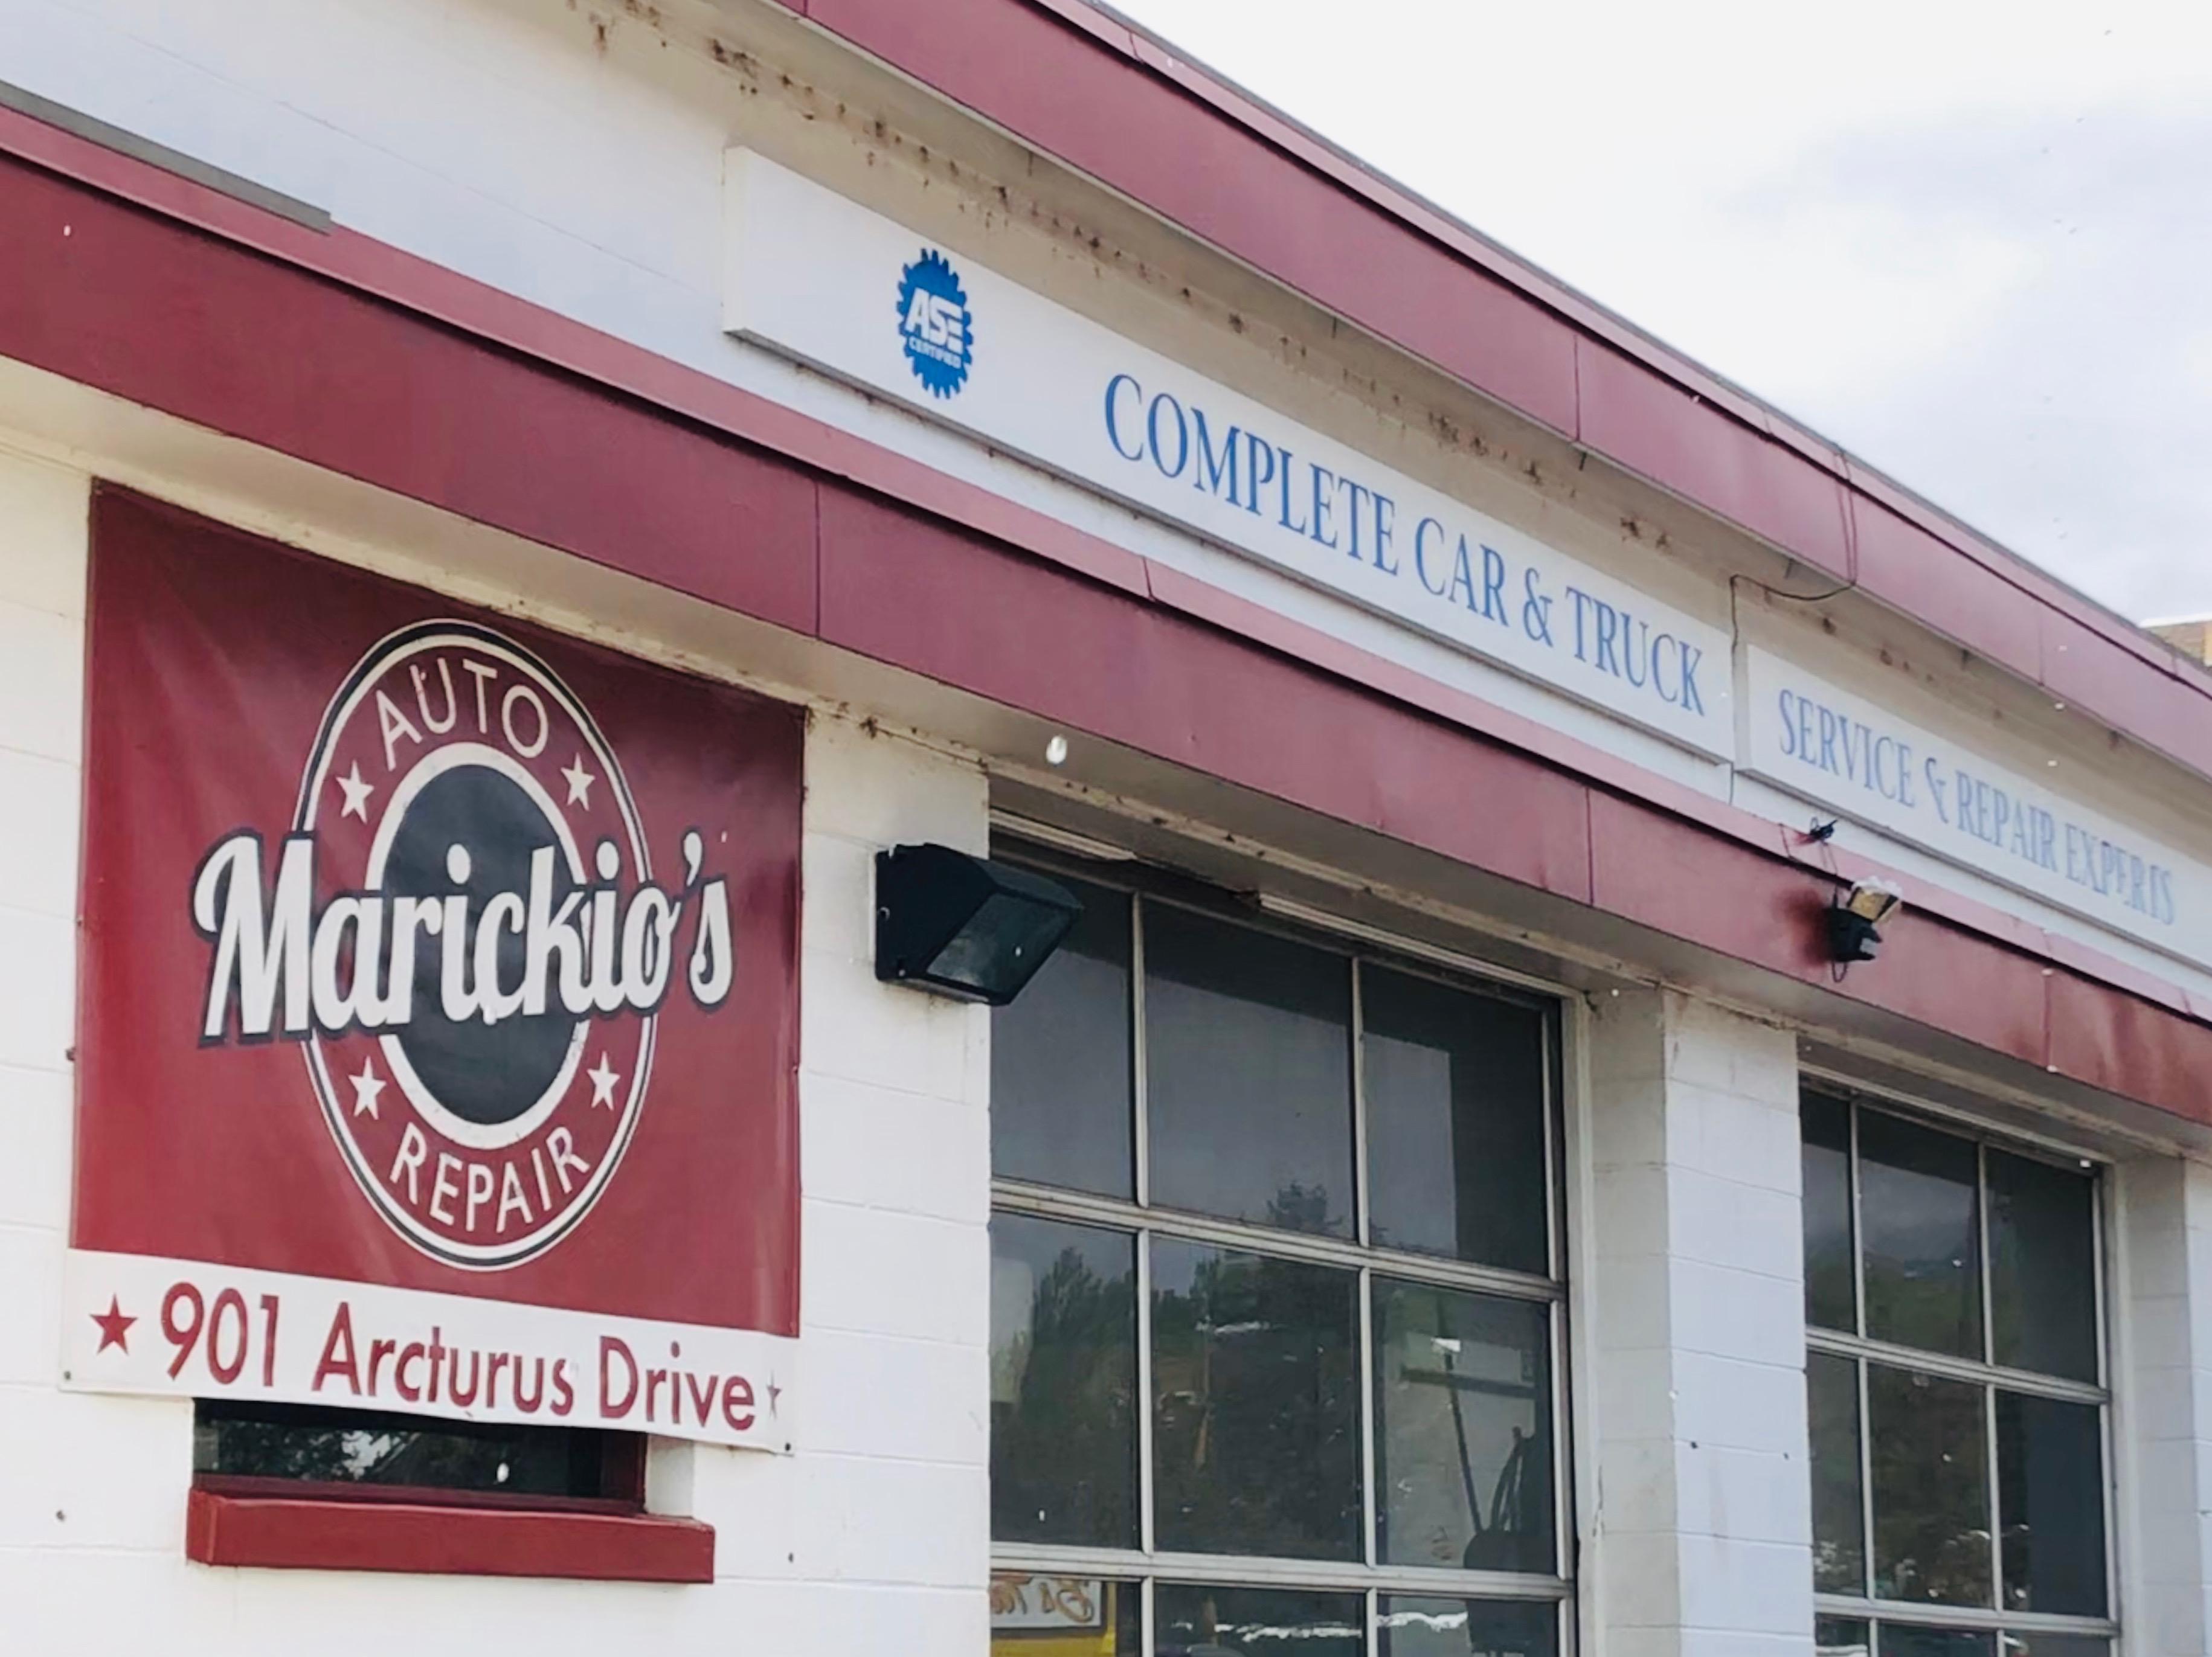 ASE
CERTIFIED
COMPLETE CAR & TRUCK
SERVICE & REPAIR EXPERTS
AUTO
Marickio's
REPAIR
901 Arcturus Drive